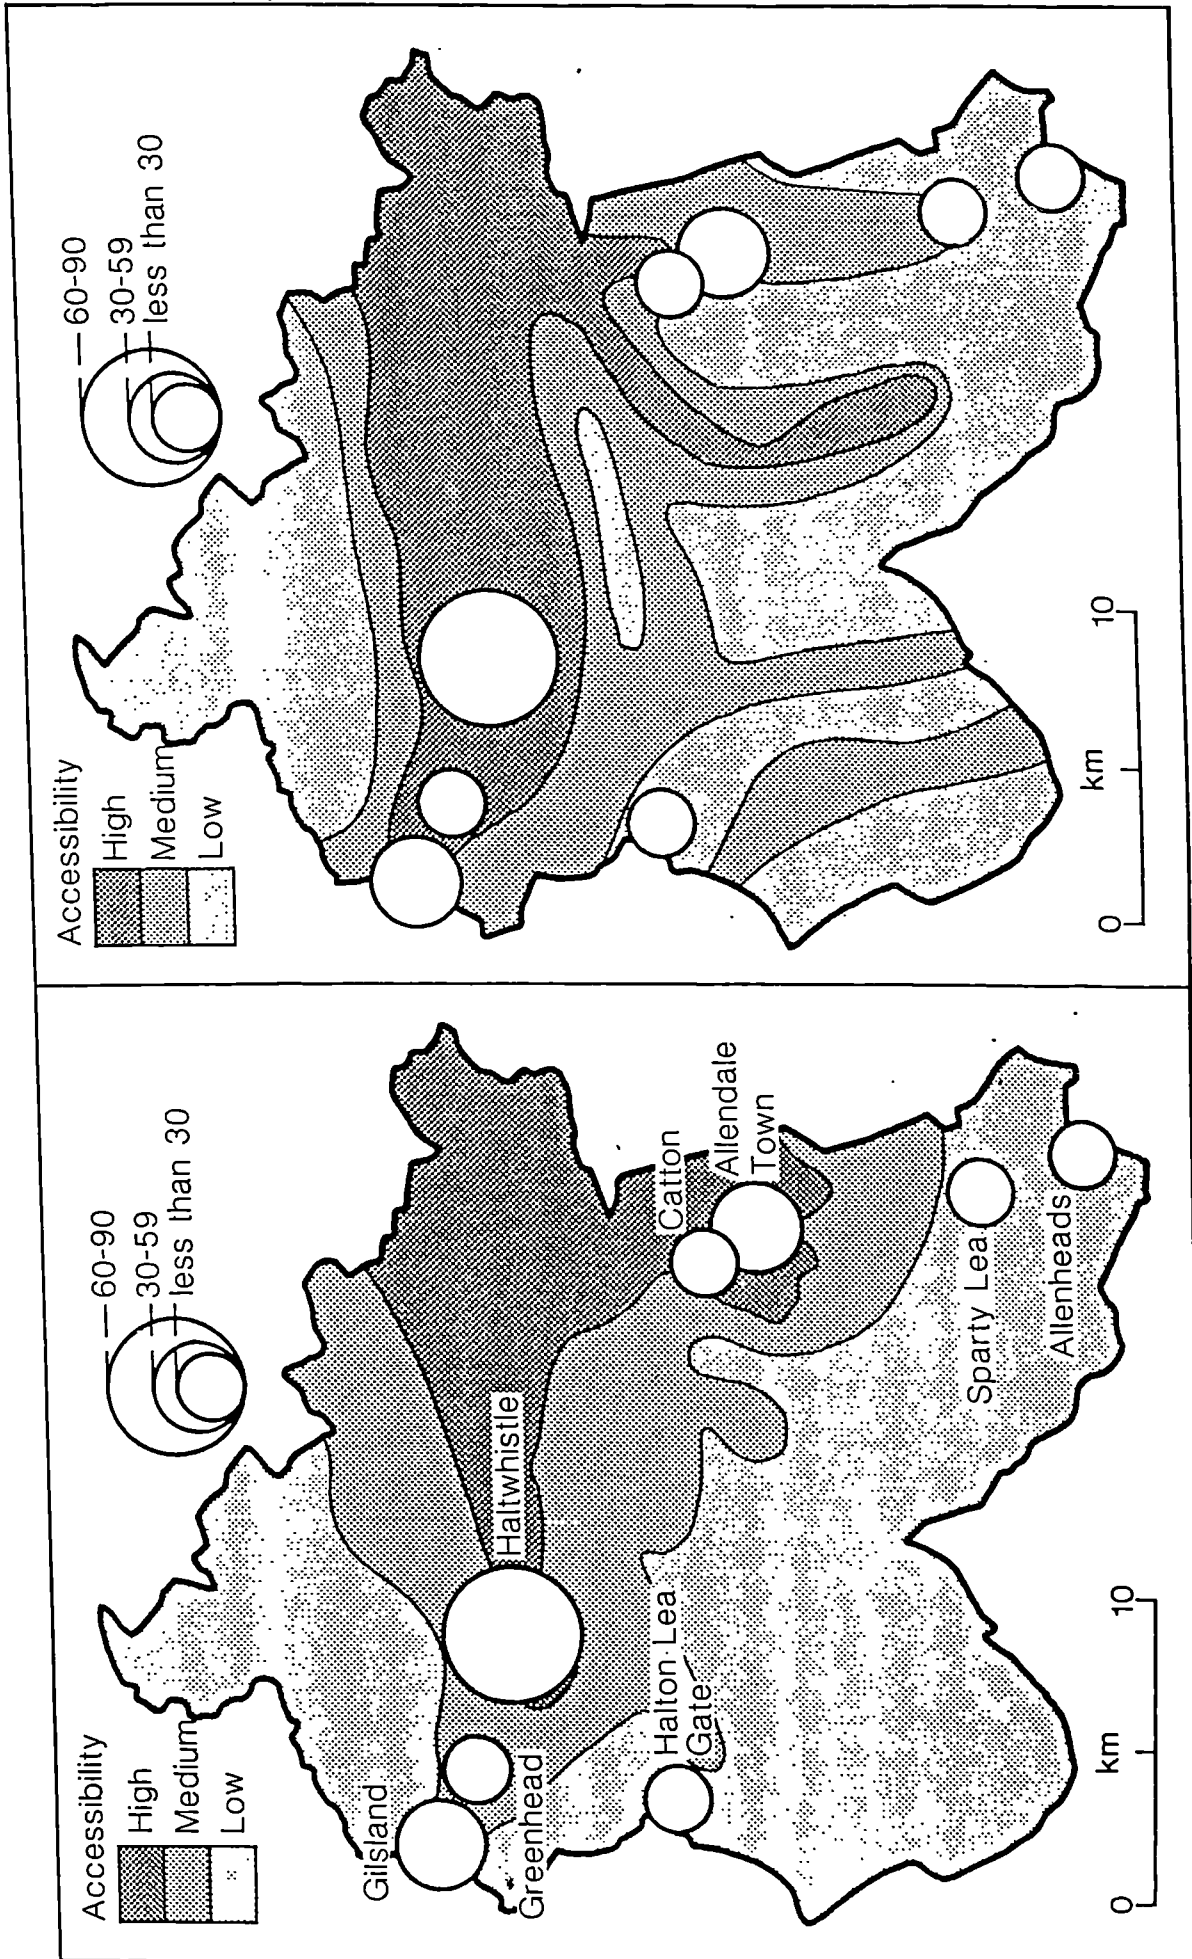 Accessibility
High
Medium
Low
60-90
30-59
less than 30
Gilsland
Greenhead
Haltwhistle
Halton Lea
Gate
Catton
Allendale
Town
Sparty Lea
Allenheads
0
km
10
Accessibility
High
Medium
Low
60-90
30-59
less than 30
0
km
10